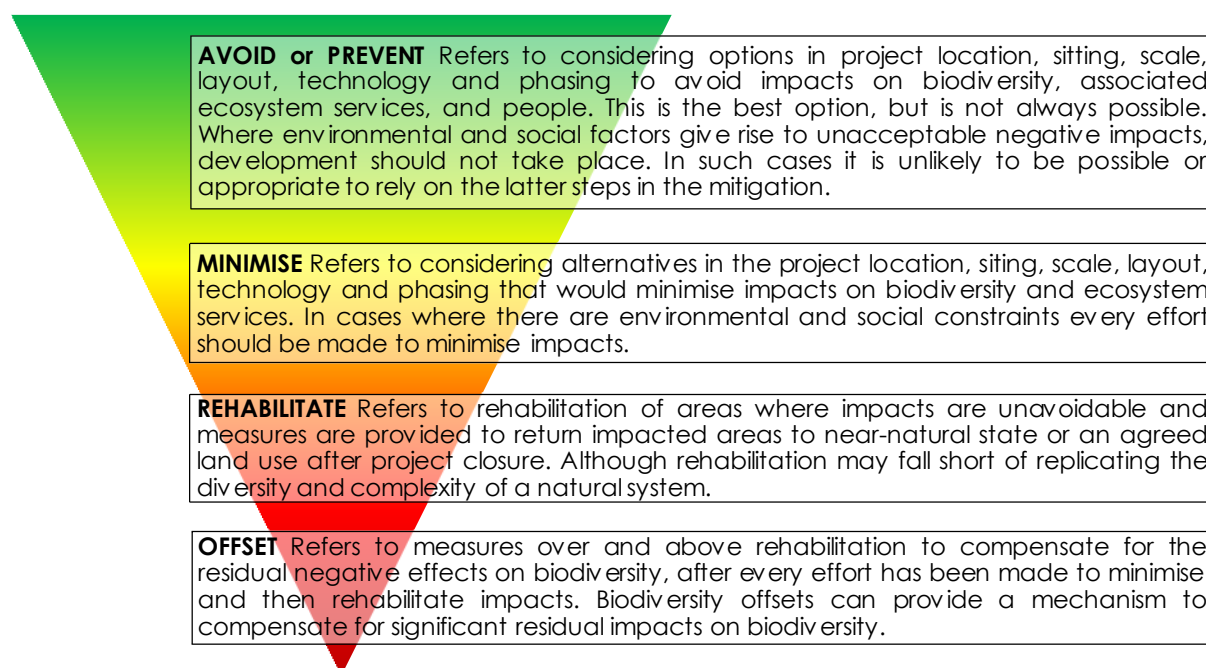 AVOID or PREVENT Refers to considering options in project location, sitting, scale,
layout, technology and phasing to avoid impacts on biodiversity, associated
ecosystem services, and people. This is the best option, but is not always possible.
Where environmental and social factors give rise to unacceptable negative impacts,
development should not take place. In such cases it is unlikely to be possible or
appropriate to rely on the latter steps in the mitigation.
MINIMISE Refers to considering alternatives in the project location, siting, scale, layout,
technology and phasing that would minimise impacts on biodiversity and ecosystem
services. In cases where there are environmental and social constraints every effort
should be made to minimise impacts.
REHABILITATE Refers to rehabilitation of areas where impacts are unavoidable and
measures are provided to return impacted areas to near-natural state or an agreed
land use after project closure. Although rehabilitation may fall short of replicating the
diversity and complexity of a natural system.
OFFSET Refers to measures over and above rehabilitation to compensate for the
residual negative effects on biodiversity, after every effort has been made to minimise
and then rehabilitate impacts. Biodiversity offsets can provide a mechanism to
compensate for significant residual impacts on biodiversity.